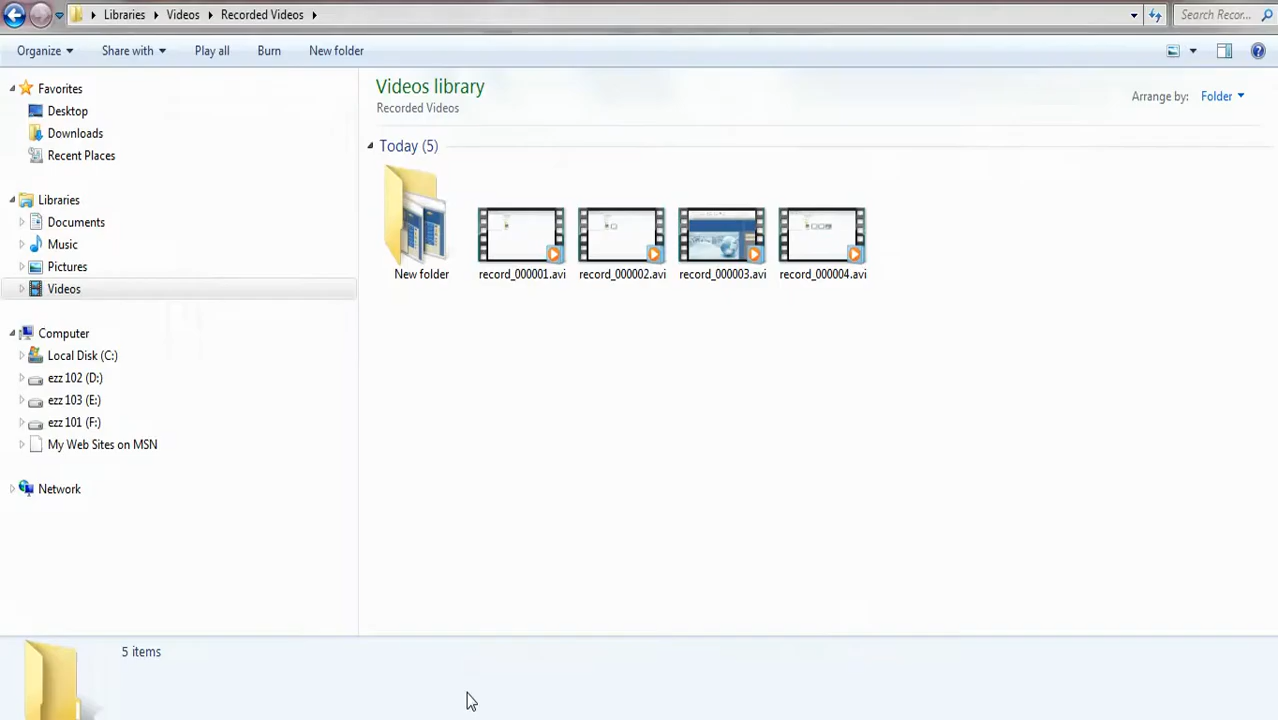 Libraries Videos Recorded Videos
Search Recor...
Organize Share with Play all Burn New folder
Favorites
Desktop
Downloads
Recent Places
Libraries
Documents
Music
Pictures
Videos
Computer
Local Disk (C:)
ezz 102 (D:)
ezz 103 (E:)
ezz 101 (F:)
My Web Sites on MSN
Network
Videos library
Recorded Videos
Arrange by: Folder
Today (5)
New folder record_000001.avi record_000002.avi record_000003.avi record_000004.avi
5 items